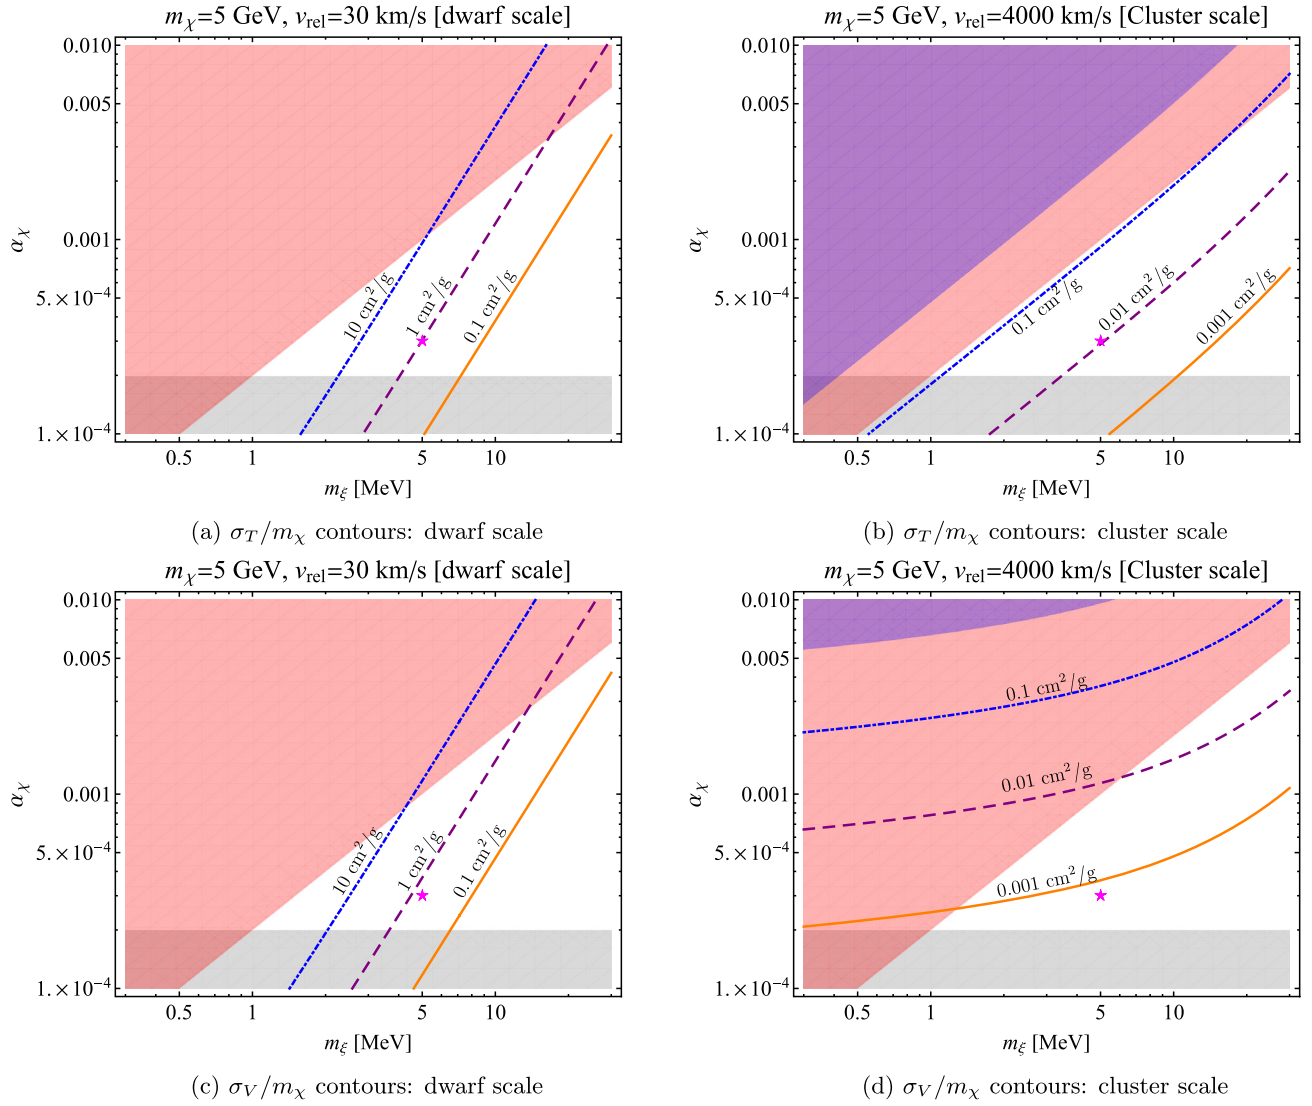 mχ=5 GeV, vrel=30 km/s [dwarf scale]
0.010
0.005
0.001
5.×10⁻⁴
1.×10⁻⁴
αχ
10 cm²/g
1 cm²/g
0.1 cm²/g
0.5
1
5
10
mξ [MeV]
(a) σT/mχ contours: dwarf scale
mχ=5 GeV, vrel=4000 km/s [Cluster scale]
0.010
0.005
0.001
5.×10⁻⁴
1.×10⁻⁴
αχ
0.1 cm²/g
0.01 cm²/g
0.001 cm²/g
0.5
1
5
10
mξ [MeV]
(b) σT/mχ contours: cluster scale
mχ=5 GeV, vrel=30 km/s [dwarf scale]
0.010
0.005
0.001
5.×10⁻⁴
1.×10⁻⁴
αχ
10 cm²/g
1 cm²/g
0.1 cm²/g
0.5
1
5
10
mξ [MeV]
(c) σV/mχ contours: dwarf scale
mχ=5 GeV, vrel=4000 km/s [Cluster scale]
0.010
0.005
0.001
5.×10⁻⁴
1.×10⁻⁴
αχ
0.1 cm²/g
0.01 cm²/g
0.001 cm²/g
0.5
1
5
10
mξ [MeV]
(d) σV/mχ contours: cluster scale